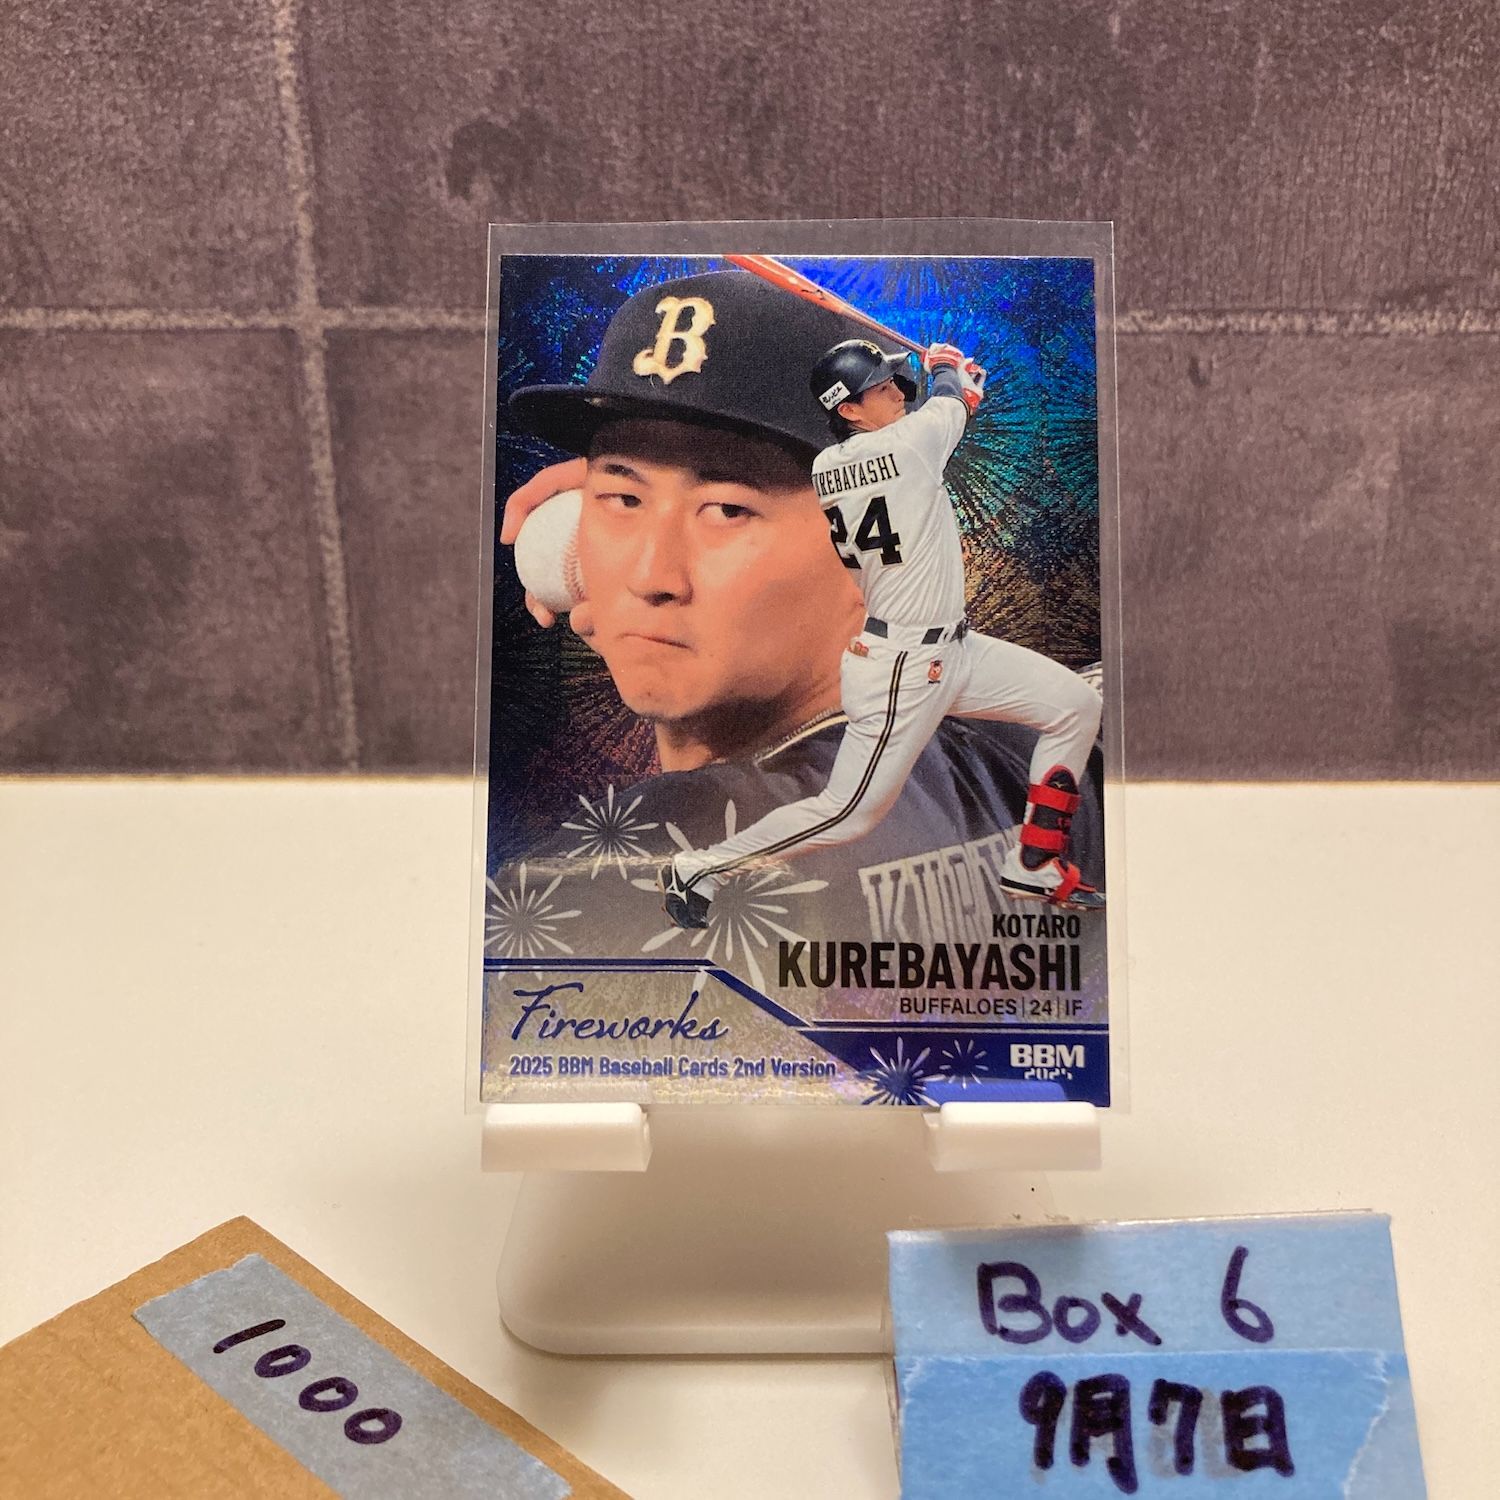 B
KUREBAYASHI
24
KOTARO
KUREBAYASHI
BUFFALOES|24|IF
Fireworks
2025 BBM Baseball Cards 2nd Version
BBM
2025
1000
Box 6
9月7日